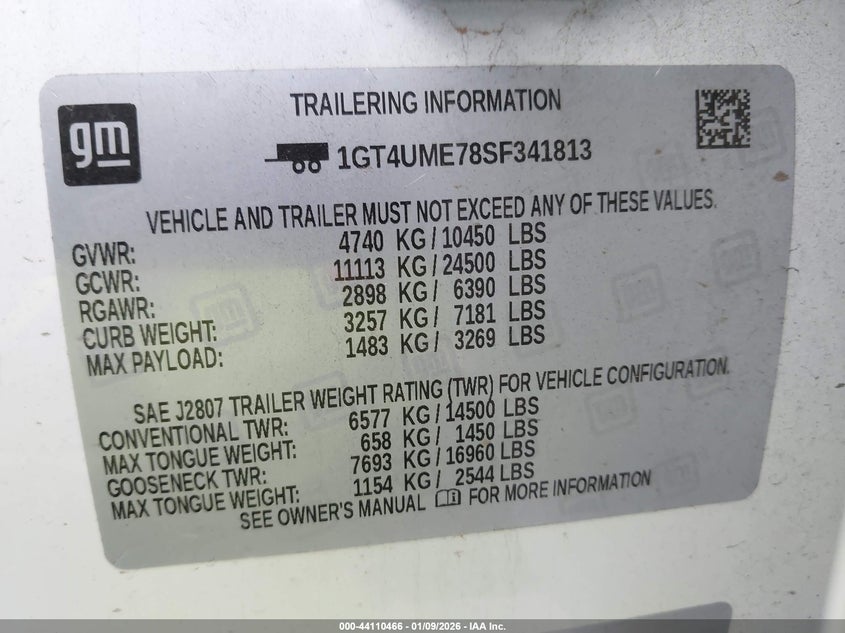 gm
TRAILERING INFORMATION
1GT4UME78SF341813
VEHICLE AND TRAILER MUST NOT EXCEED ANY OF THESE VALUES.
GVWR: 4740 KG / 10450 LBS
GCWR: 11113 KG / 24500 LBS
RGAWR: 2898 KG / 6390 LBS
CURB WEIGHT: 3257 KG / 7181 LBS
MAX PAYLOAD: 1483 KG / 3269 LBS
SAE J2807 TRAILER WEIGHT RATING (TWR) FOR VEHICLE CONFIGURATION.
CONVENTIONAL TWR: 6577 KG / 14500 LBS
MAX TONGUE WEIGHT: 658 KG / 1450 LBS
GOOSENECK TWR: 7693 KG / 16960 LBS
MAX TONGUE WEIGHT: 1154 KG / 2544 LBS
SEE OWNER'S MANUAL FOR MORE INFORMATION
000-44110466 - 01/09/2026 - IAA Inc.